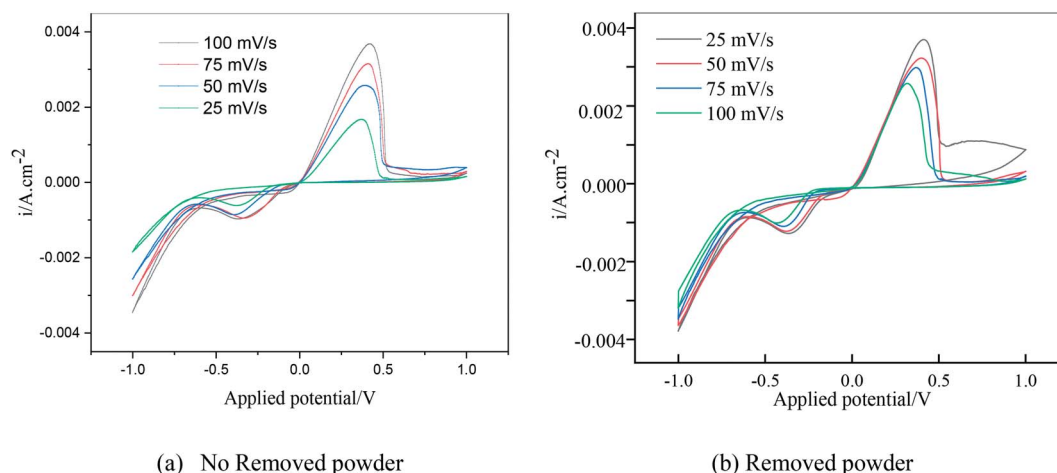 0.004
0.002
0.000
-0.002
-0.004
i/A.cm-2
100 mV/s
75 mV/s
50 mV/s
25 mV/s
-1.0
-0.5
0.0
0.5
1.0
Applied potential/V
(a) No Removed powder
0.004
0.002
0.000
-0.002
-0.004
i/A.cm-2
25 mV/s
50 mV/s
75 mV/s
100 mV/s
-1.0
-0.5
0.0
0.5
1.0
Applied potential/V
(b) Removed powder